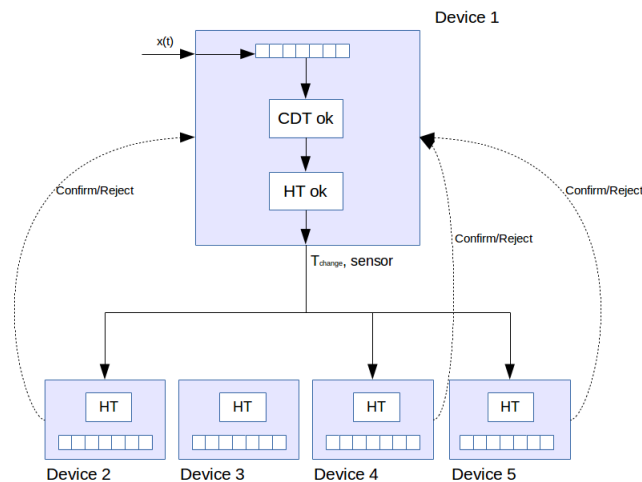 Device 1
x(t)
CDT ok
HT ok
Confirm/Reject
Confirm/Reject
Confirm/Reject
Tchange, sensor
HT
HT
HT
HT
Device 2
Device 3
Device 4
Device 5